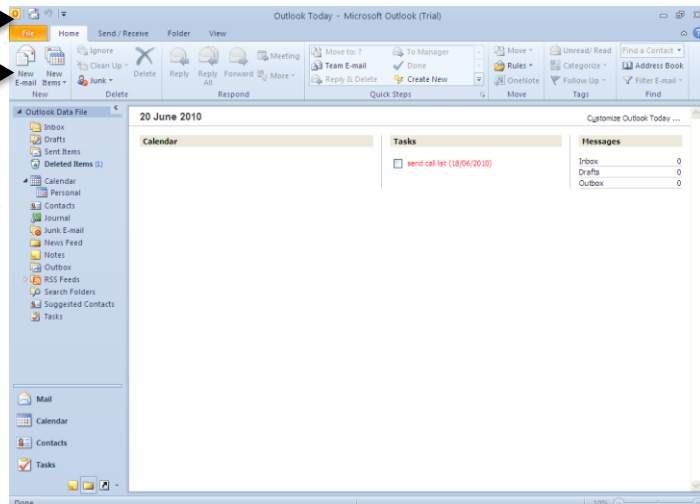 Outlook Today - Microsoft Outlook (Trial)
File Home Send / Receive Folder View
New E-mail
New Items
Ignore
Clean Up
Junk
Delete
Reply
Reply All
Forward
Meeting
More
Move to: ?
Team E-mail
Reply & Delete
To Manager
Done
Create New
Move
Rules
OneNote
Unread/ Read
Categorize
Follow Up
Find a Contact
Address Book
Filter E-mail
New Delete Respond Quick Steps Move Tags Find
Outlook Data File
Inbox
Drafts
Sent Items
Deleted Items (1)
Calendar
Personal
Contacts
Journal
Junk E-mail
News Feed
Notes
Outbox
RSS Feeds
Search Folders
Suggested Contacts
Tasks
Mail
Calendar
Contacts
Tasks
20 June 2010
Customize Outlook Today ...
Calendar
Tasks
send call list (18/06/2010)
Messages
Inbox 0
Drafts 0
Outbox 0
Done